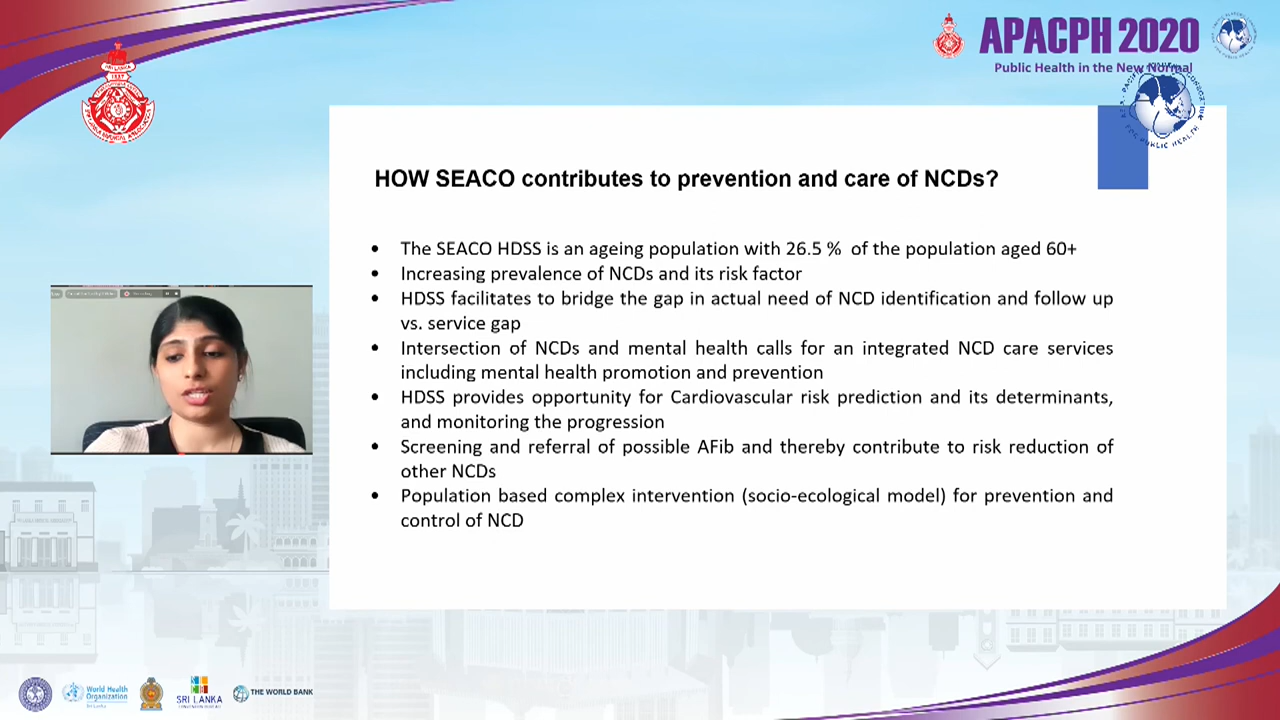 APACPH 2020
Public Health in the New Normal
HOW SEACO contributes to prevention and care of NCDs?
• The SEACO HDSS is an ageing population with 26.5 % of the population aged 60+
• Increasing prevalence of NCDs and its risk factor
• HDSS facilitates to bridge the gap in actual need of NCD identification and follow up
vs. service gap
• Intersection of NCDs and mental health calls for an integrated NCD care services
including mental health promotion and prevention
• HDSS provides opportunity for Cardiovascular risk prediction and its determinants,
and monitoring the progression
• Screening and referral of possible AFib and thereby contribute to risk reduction of
other NCDs
• Population based complex intervention (socio-ecological model) for prevention and
control of NCD
World Health
Organization
Sri Lanka
SRI LANKA
THE WORLD BANK